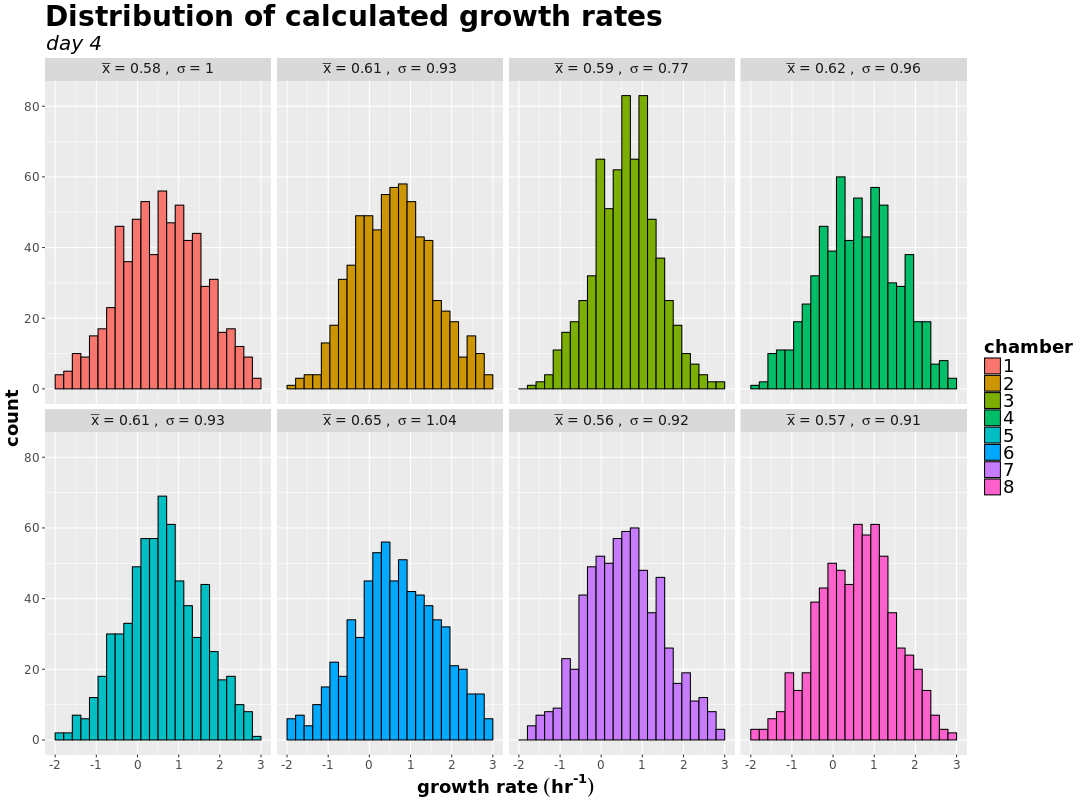 Distribution of calculated growth rates
day 4
x̅ = 0.58 , σ = 1
x̅ = 0.61 , σ = 0.93
x̅ = 0.59 , σ = 0.77
x̅ = 0.62 , σ = 0.96
80
60
40
20
0
x̅ = 0.61 , σ = 0.93
x̅ = 0.65 , σ = 1.04
x̅ = 0.56 , σ = 0.92
x̅ = 0.57 , σ = 0.91
80
60
40
20
0
-2 -1 0 1 2 3
-2 -1 0 1 2 3
-2 -1 0 1 2 3
-2 -1 0 1 2 3
count
growth rate (hr⁻¹)
chamber
1
2
3
4
5
6
7
8